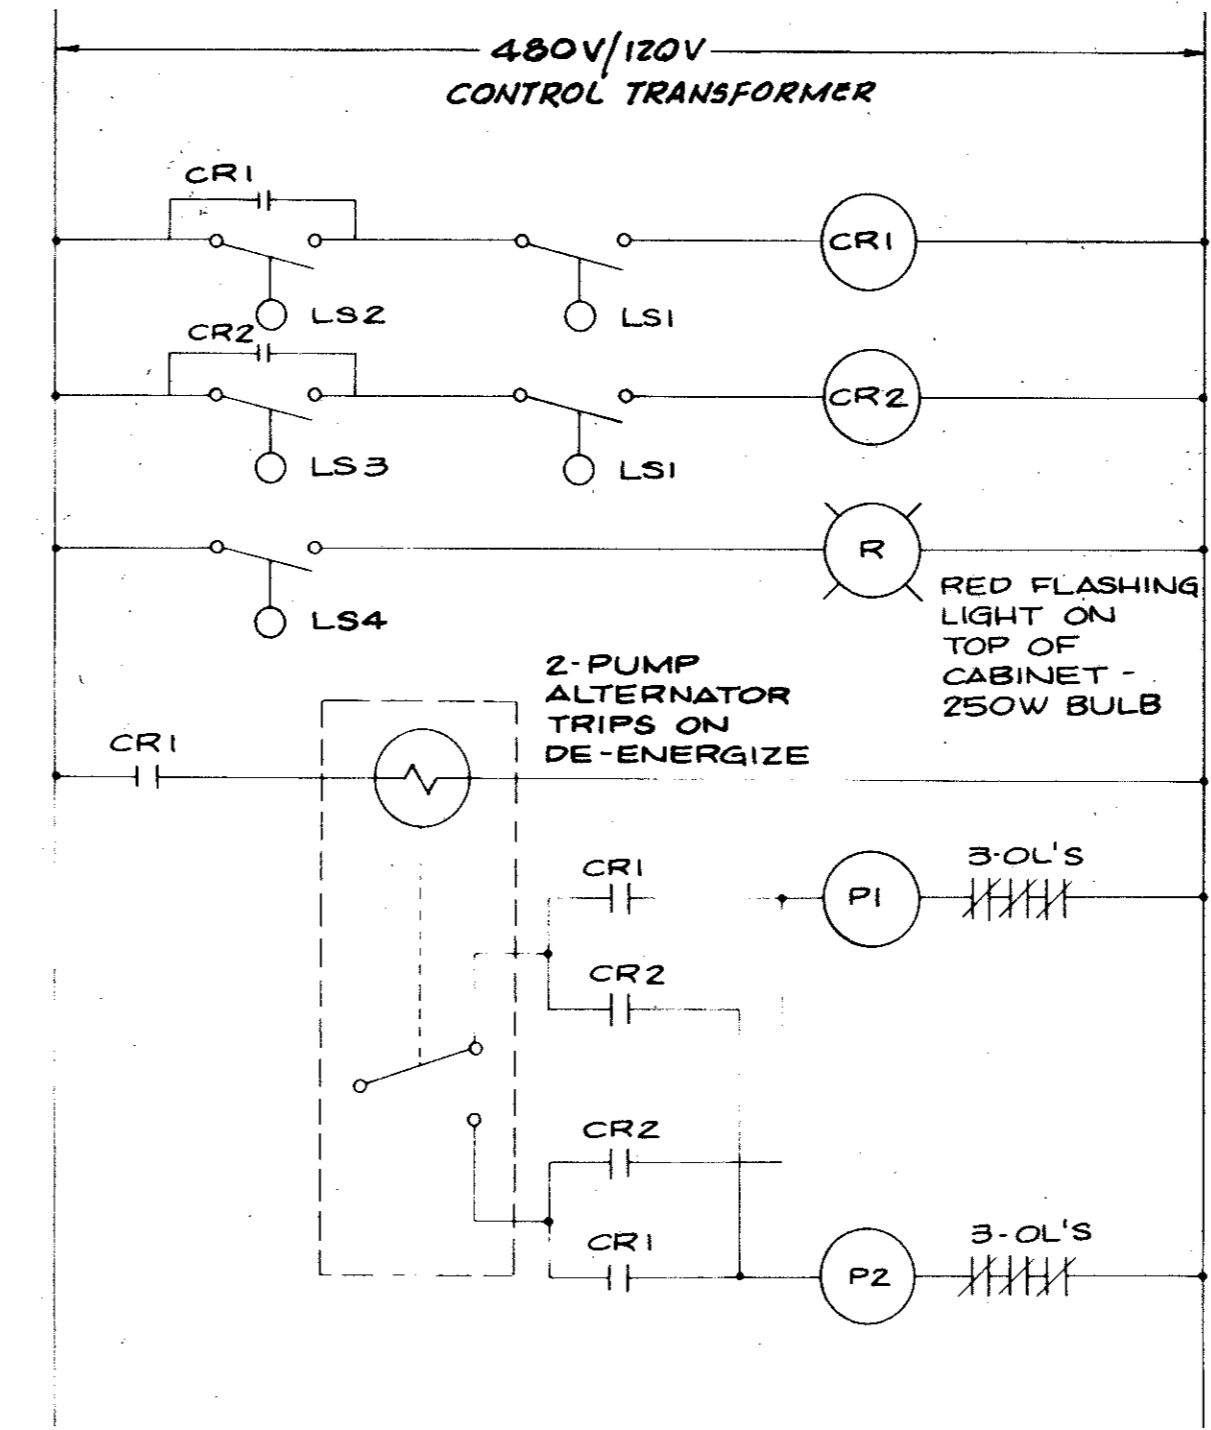 480V/120V
CONTROL TRANSFORMER
CR1
CR1
LS2
LS1
CR2
CR2
LS3
LS1
R
LS4
RED FLASHING
LIGHT ON
TOP OF
CABINET -
250W BULB
2-PUMP
ALTERNATOR
TRIPS ON
DE-ENERGIZE
CR1
CR1
P1
3-OL'S
CR2
CR2
CR1
P2
3-OL'S